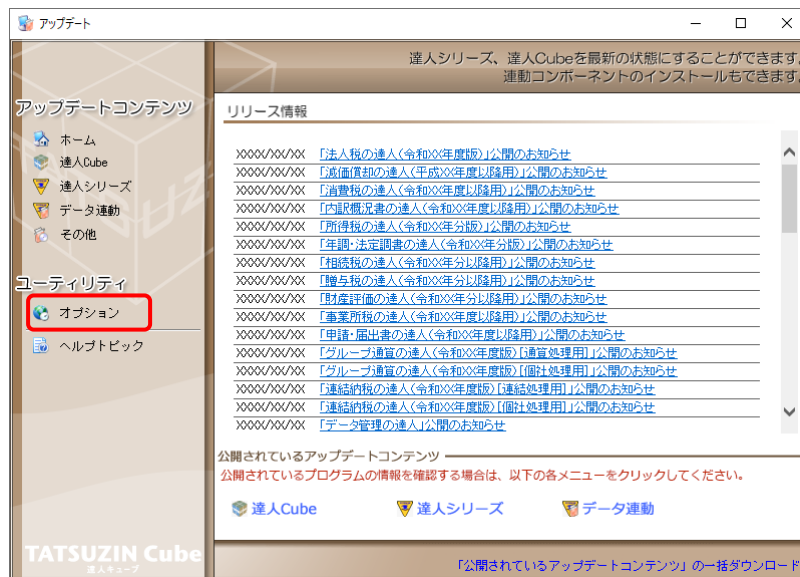 アップデート
達人シリーズ、達人Cubeを最新の状態にすることができます。
連動コンポーネントのインストールもできます。
アップデートコンテンツ
ホーム
達人Cube
達人シリーズ
データ連動
その他
ユーティリティ
オプション
ヘルプトピック
リリース情報
XXXX/XX/XX 「法人税の達人(令和XX年度版)」公開のお知らせ
XXXX/XX/XX 「減価償却の達人(平成XX年度以降用)」公開のお知らせ
XXXX/XX/XX 「消費税の達人(令和XX年度以降用)」公開のお知らせ
XXXX/XX/XX 「内訳概況書の達人(令和XX年度以降用)」公開のお知らせ
XXXX/XX/XX 「所得税の達人(令和XX年分版)」公開のお知らせ
XXXX/XX/XX 「年調・法定調書の達人(令和XX年分版)」公開のお知らせ
XXXX/XX/XX 「相続税の達人(令和XX年分以降用)」公開のお知らせ
XXXX/XX/XX 「贈与税の達人(令和XX年分以降用)」公開のお知らせ
XXXX/XX/XX 「財産評価の達人(令和XX年分以降用)」公開のお知らせ
XXXX/XX/XX 「事業所税の達人(令和XX年度以降用)」公開のお知らせ
XXXX/XX/XX 「申請・届出書の達人(令和XX年度以降用)」公開のお知らせ
XXXX/XX/XX 「グループ通算の達人(令和XX年度版)[通算処理用]」公開のお知らせ
XXXX/XX/XX 「グループ通算の達人(令和XX年度版)[個社処理用]」公開のお知らせ
XXXX/XX/XX 「連結納税の達人(令和XX年度版)[連結処理用]」公開のお知らせ
XXXX/XX/XX 「連結納税の達人(令和XX年度版)[個社処理用]」公開のお知らせ
XXXX/XX/XX 「データ管理の達人」公開のお知らせ
公開されているアップデートコンテンツ
公開されているプログラムの情報を確認する場合は、以下の各メニューをクリックしてください。
達人Cube 達人シリーズ データ連動
TATSUZIN Cube
達人キューブ
「公開されているアップデートコンテンツ」の一括ダウンロード